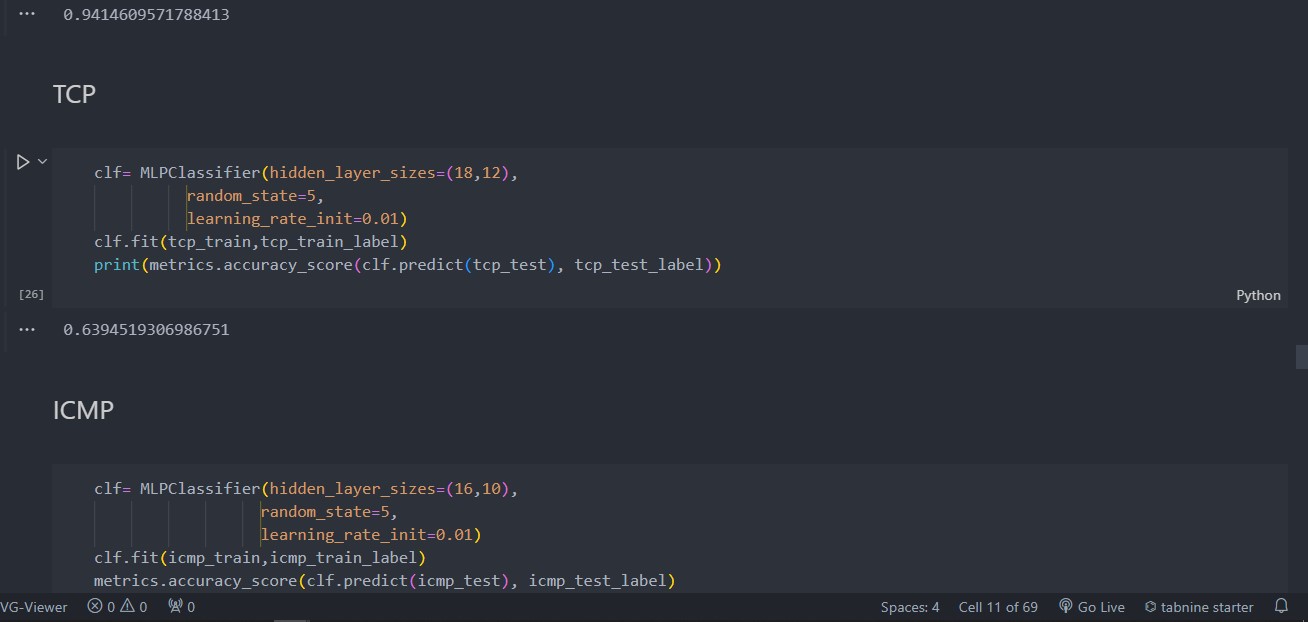 ... 0.9414609571788413
TCP
clf= MLPClassifier(hidden_layer_sizes=(18,12),
random_state=5,
learning_rate_init=0.01)
clf.fit(tcp_train,tcp_train_label)
print(metrics.accuracy_score(clf.predict(tcp_test), tcp_test_label))
[26] Python
... 0.6394519306986751
ICMP
clf= MLPClassifier(hidden_layer_sizes=(16,10),
random_state=5,
learning_rate_init=0.01)
clf.fit(icmp_train,icmp_train_label)
metrics.accuracy_score(clf.predict(icmp_test), icmp_test_label)
VG-Viewer 0 0 0 Spaces: 4 Cell 11 of 69 Go Live tabnine starter